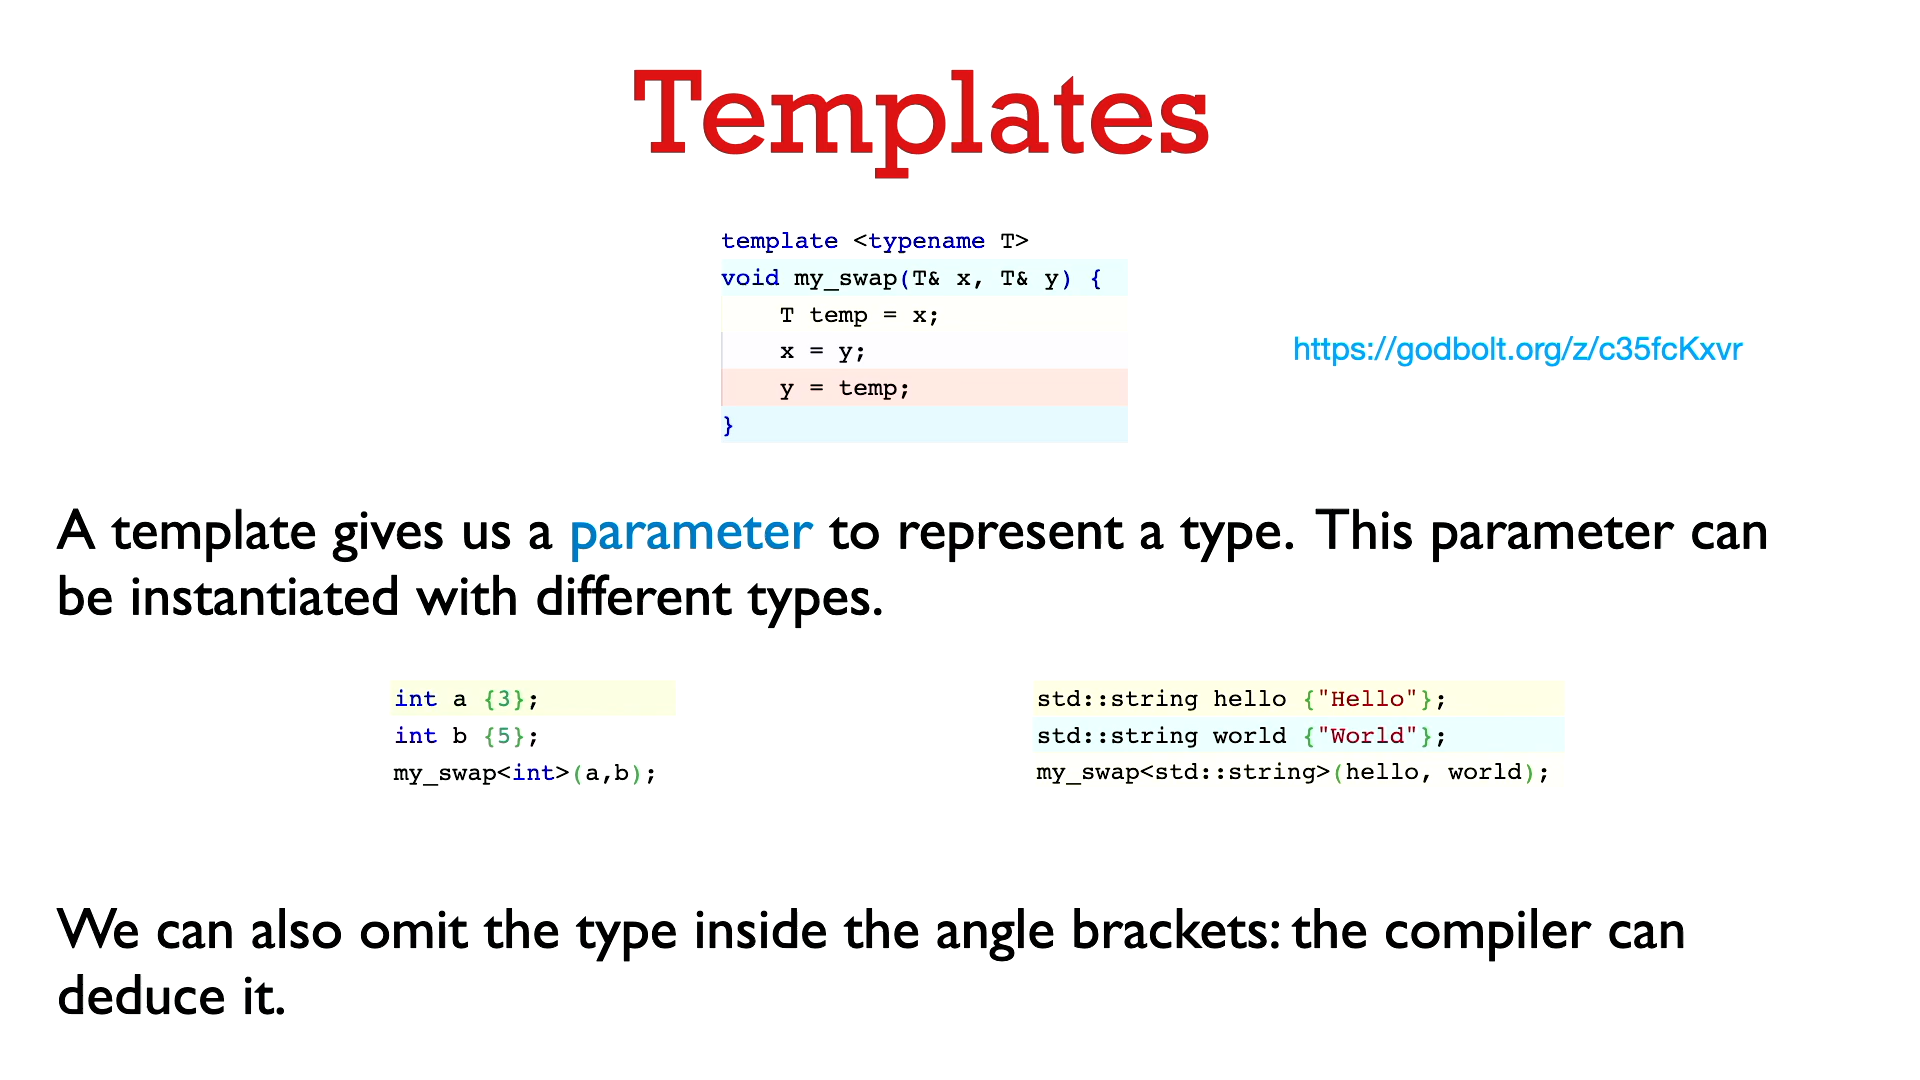 Templates
template <typename T>
void my_swap(T& x, T& y) {
    T temp = x;
    x = y;
    y = temp;
}
https://godbolt.org/z/c35fcKxvr
A template gives us a parameter to represent a type. This parameter can
be instantiated with different types.
int a {3};
int b {5};
my_swap<int>(a,b);
std::string hello {"Hello"};
std::string world {"World"};
my_swap<std::string>(hello, world);
We can also omit the type inside the angle brackets: the compiler can
deduce it.